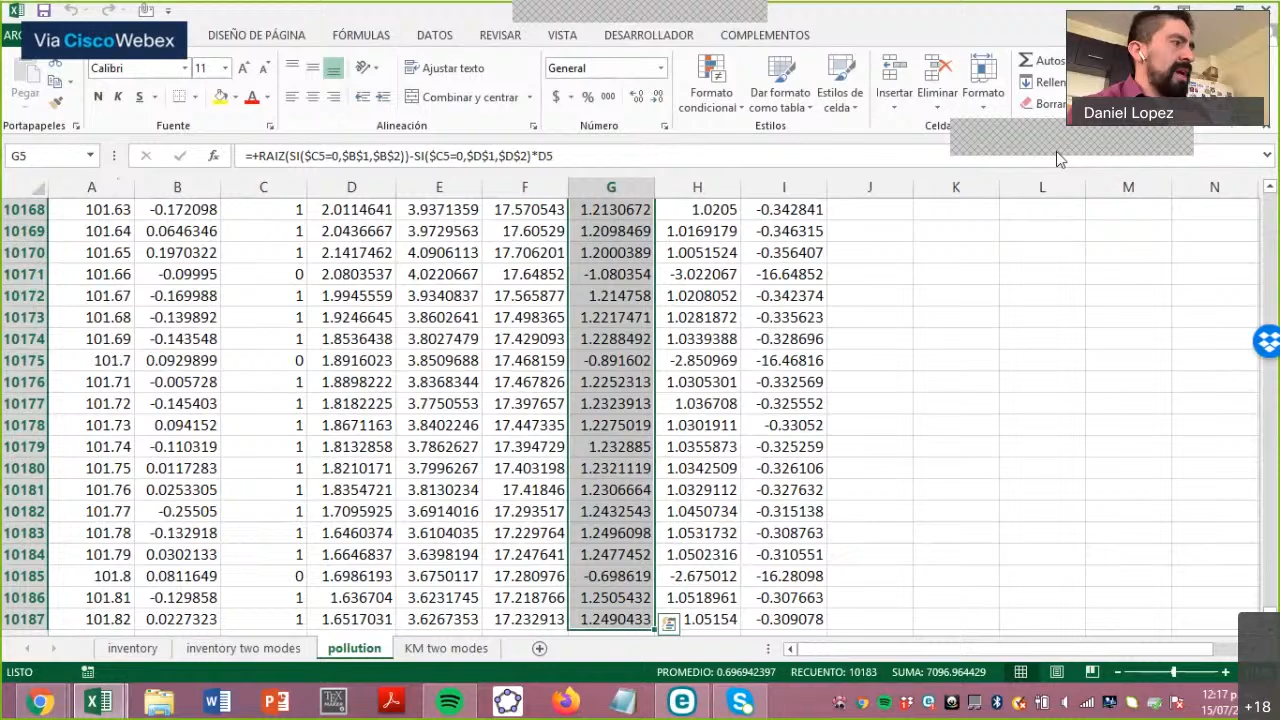 Via CiscoWebex
DISEÑO DE PÁGINA
FÓRMULAS
DATOS
REVISAR
VISTA
DESARROLLADOR
COMPLEMENTOS
Pegar
Calibri
11
N K S
Ajustar texto
Combinar y centrar
General
$ % 000
Formato condicional
Dar formato como tabla
Estilos de celda
Insertar
Eliminar
Formato
Autos
Rellen
Borrar
Portapapeles
Fuente
Alineación
Número
Estilos
Celda
Daniel Lopez
G5
=+RAIZ(SI($C5=0,$B$1,$B$2))-SI($C5=0,$D$1,$D$2)*D5
A B C D E F G H I J K L M N
10168 101.63 -0.172098 1 2.0114641 3.9371359 17.570543 1.2130672 1.0205 -0.342841
10169 101.64 0.0646346 1 2.0436667 3.9729563 17.60529 1.2098469 1.0169179 -0.346315
10170 101.65 0.1970322 1 2.1417462 4.0906113 17.706201 1.2000389 1.0051524 -0.356407
10171 101.66 -0.09995 0 2.0803537 4.0220667 17.64852 -1.080354 -3.022067 -16.64852
10172 101.67 -0.169988 1 1.9945559 3.9340837 17.565877 1.214758 1.0208052 -0.342374
10173 101.68 -0.139892 1 1.9246645 3.8602641 17.498365 1.2217471 1.0281872 -0.335623
10174 101.69 -0.143548 1 1.8536438 3.8027479 17.429093 1.2288492 1.0339388 -0.328696
10175 101.7 0.0929899 0 1.8916023 3.8509688 17.468159 -0.891602 -2.850969 -16.46816
10176 101.71 -0.005728 1 1.8898222 3.8368344 17.467826 1.2252313 1.0305301 -0.332569
10177 101.72 -0.145403 1 1.8182225 3.7750553 17.397657 1.2323913 1.036708 -0.325552
10178 101.73 0.094152 1 1.8671163 3.8402246 17.447335 1.2275019 1.0301911 -0.33052
10179 101.74 -0.110319 1 1.8132858 3.7862627 17.394729 1.232885 1.0355873 -0.325259
10180 101.75 0.0117283 1 1.8210171 3.7996267 17.403198 1.2321119 1.0342509 -0.326106
10181 101.76 0.0253305 1 1.8354721 3.8130234 17.41846 1.2306664 1.0329112 -0.327632
10182 101.77 -0.25505 1 1.7095925 3.6914016 17.293517 1.2432543 1.0450734 -0.315138
10183 101.78 -0.132918 1 1.6460374 3.6104035 17.229764 1.2496098 1.0531732 -0.308763
10184 101.79 0.0302133 1 1.6646837 3.6398194 17.247641 1.2477452 1.0502316 -0.310551
10185 101.8 0.0811649 0 1.6986193 3.6750117 17.280976 -0.698619 -2.675012 -16.28098
10186 101.81 -0.129858 1 1.636704 3.6231745 17.218766 1.2505432 1.0518961 -0.307663
10187 101.82 0.0227323 1 1.6517031 3.6267353 17.232913 1.2490433 1.05154 -0.309078
inventory
inventory two modes
pollution
KM two modes
LISTO
PROMEDIO: 0.696942397
RECUENTO: 10183
SUMA: 7096.964429
12:17 p.
15/07/2
+18